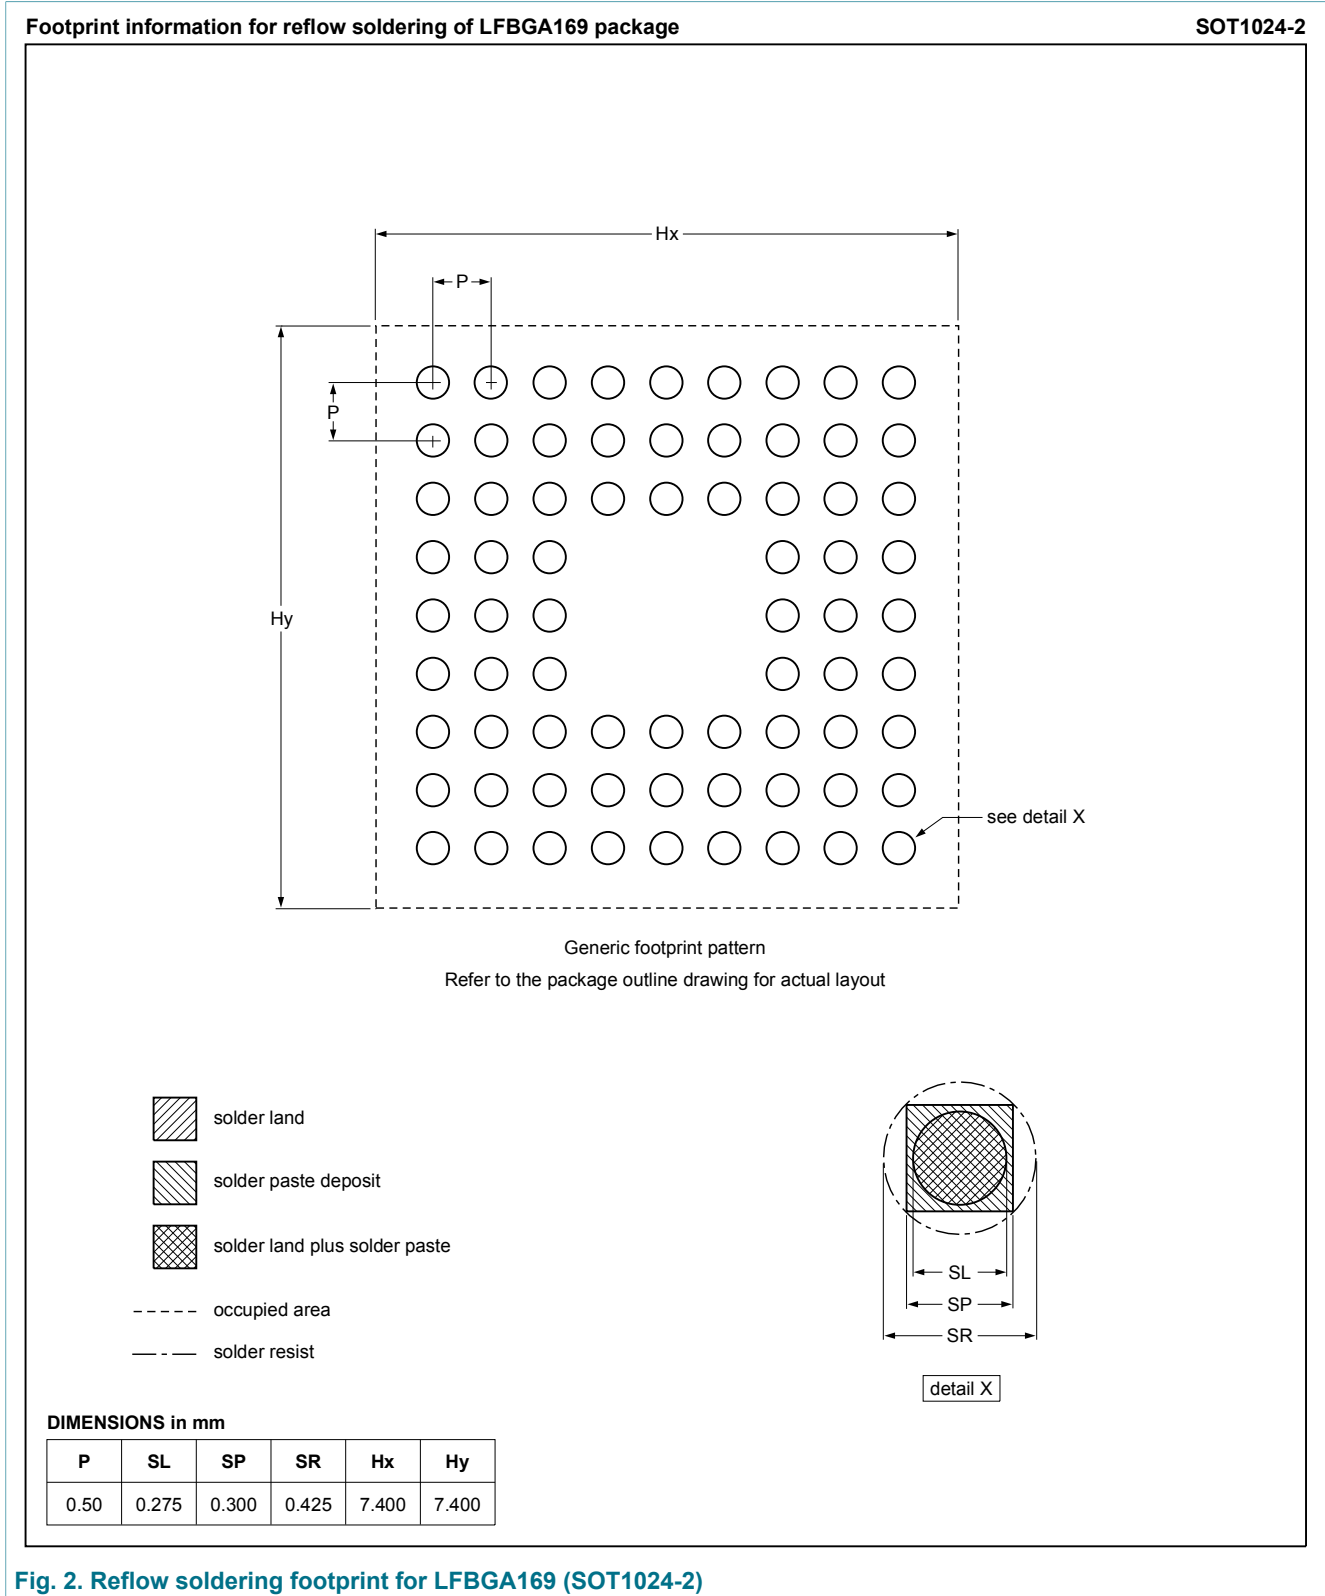 Footprint information for reflow soldering of LFBGA169 package SOT1024-2
Hx
P
P
Hy
see detail X
Generic footprint pattern
Refer to the package outline drawing for actual layout
solder land
solder paste deposit
solder land plus solder paste
occupied area
solder resist
SL
SP
SR
detail X
DIMENSIONS in mm
P SL SP SR Hx Hy
0.50 0.275 0.300 0.425 7.400 7.400
Fig. 2. Reflow soldering footprint for LFBGA169 (SOT1024-2)